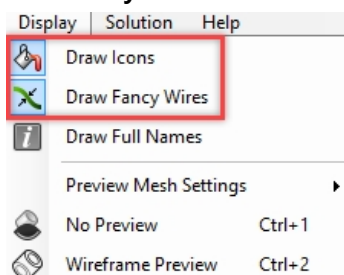 Display Solution Help
Draw Icons
Draw Fancy Wires
Draw Full Names
Preview Mesh Settings
No Preview Ctrl+1
Wireframe Preview Ctrl+2